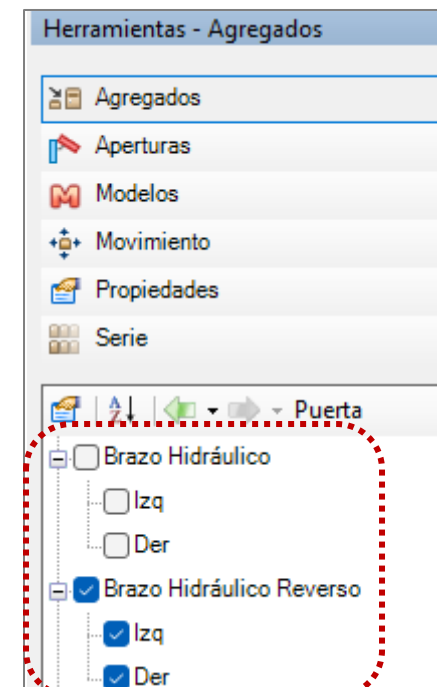 Herramientas - Agregados
Agregados
Aperturas
Modelos
Movimiento
Propiedades
Serie
Puerta
Brazo Hidráulico
Izq
Der
Brazo Hidráulico Reverso
Izq
Der